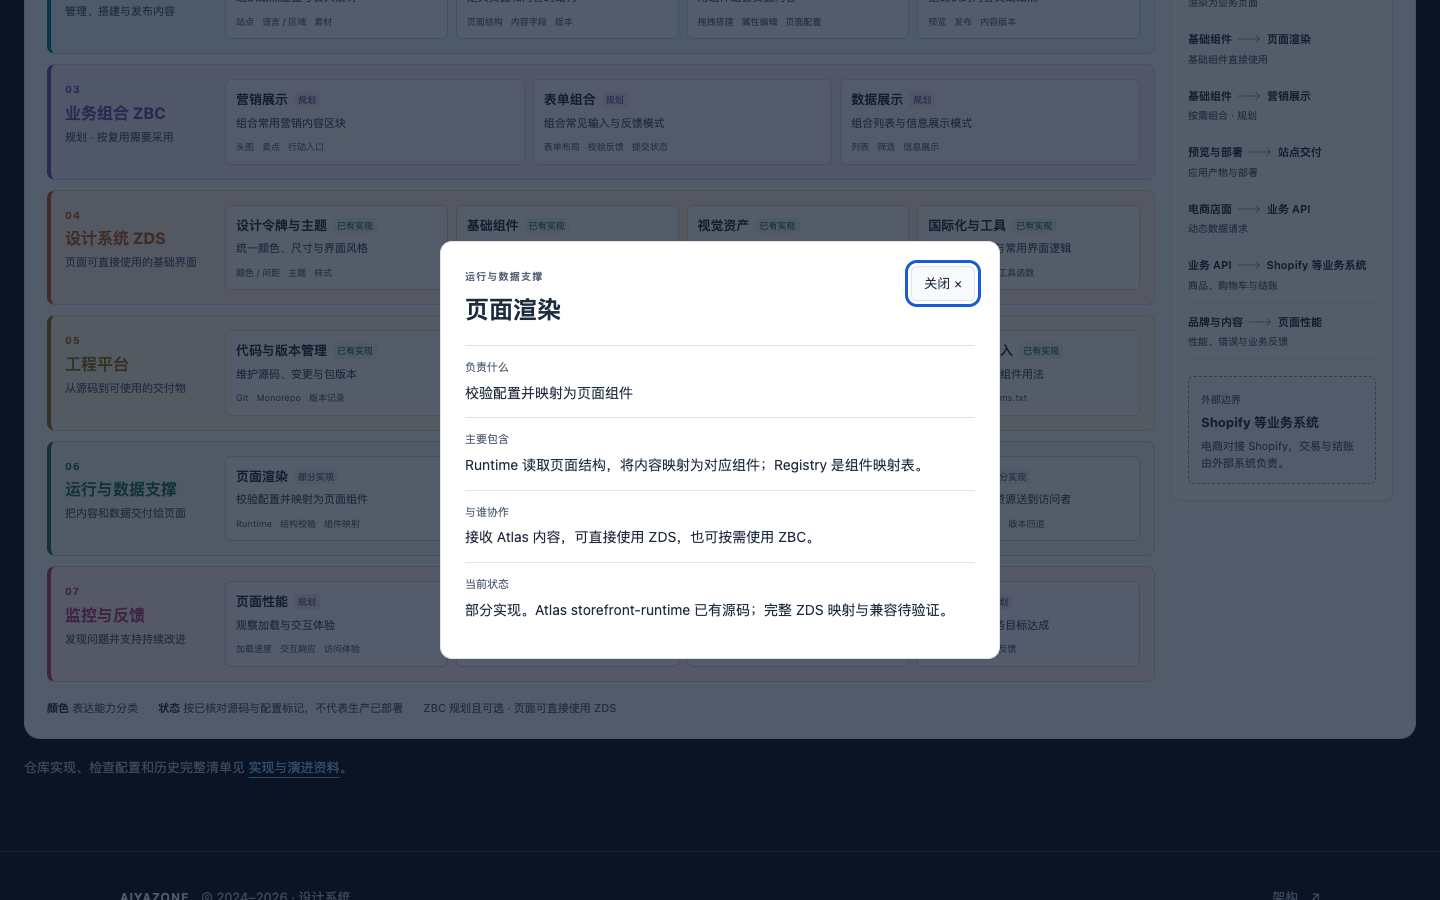 管理、搭建与发布内容
站点 语言 / 区域 素材
页面结构 内容字段 版本
拖拽搭建 属性编辑 页面配置
预览 发布 内容版本
03
业务组合 ZBC
规划 · 按复用需要采用
营销展示 规划
组合常用营销内容区块
头图 卖点 行动入口
表单组合 规划
组合常见输入与反馈模式
表单布局 校验反馈 提交状态
数据展示 规划
组合列表与信息展示模式
列表 筛选 信息展示
04
设计系统 ZDS
页面可直接使用的基础界面
设计令牌与主题 已有实现
统一颜色、尺寸与界面风格
颜色 / 间距 主题 样式
基础组件 已有实现
视觉资产 已有实现
国际化与工具 已有实现
与常用界面逻辑
工具函数
05
工程平台
从源码到可使用的交付物
代码与版本管理 已有实现
维护源码、变更与包版本
Git Monorepo 版本记录
入 已有实现
组件用法
ms.txt
06
运行与数据支撑
把内容和数据交付给页面
页面渲染 部分实现
校验配置并映射为页面组件
Runtime 结构校验 组件映射
分实现
资源送到访问者
版本回退
07
监控与反馈
发现问题并支持持续改进
页面性能 规划
观察加载与交互体验
加载速度 交互响应 访问体验
划
务目标达成
反馈
颜色 表达能力分类 状态 按已核对源码与配置标记，不代表生产已部署 ZBC 规划且可选 · 页面可直接使用 ZDS
渲染为业务页面
基础组件 → 页面渲染
基础组件直接使用
基础组件 → 营销展示
按需组合 · 规划
预览与部署 → 站点交付
应用产物与部署
电商店面 → 业务 API
动态数据请求
业务 API → Shopify 等业务系统
商品、购物车与结账
品牌与内容 → 页面性能
性能、错误与业务反馈
外部边界
Shopify 等业务系统
电商对接 Shopify，交易与结账
由外部系统负责。
运行与数据支撑
页面渲染
关闭 ×
负责什么
校验配置并映射为页面组件
主要包含
Runtime 读取页面结构，将内容映射为对应组件；Registry 是组件映射表。
与谁协作
接收 Atlas 内容，可直接使用 ZDS，也可按需使用 ZBC。
当前状态
部分实现。Atlas storefront-runtime 已有源码；完整 ZDS 映射与兼容待验证。
仓库实现、检查配置和历史完整清单见 实现与演进资料。
AIYAZONE © 2024–2026 · 设计系统
架构 ↗